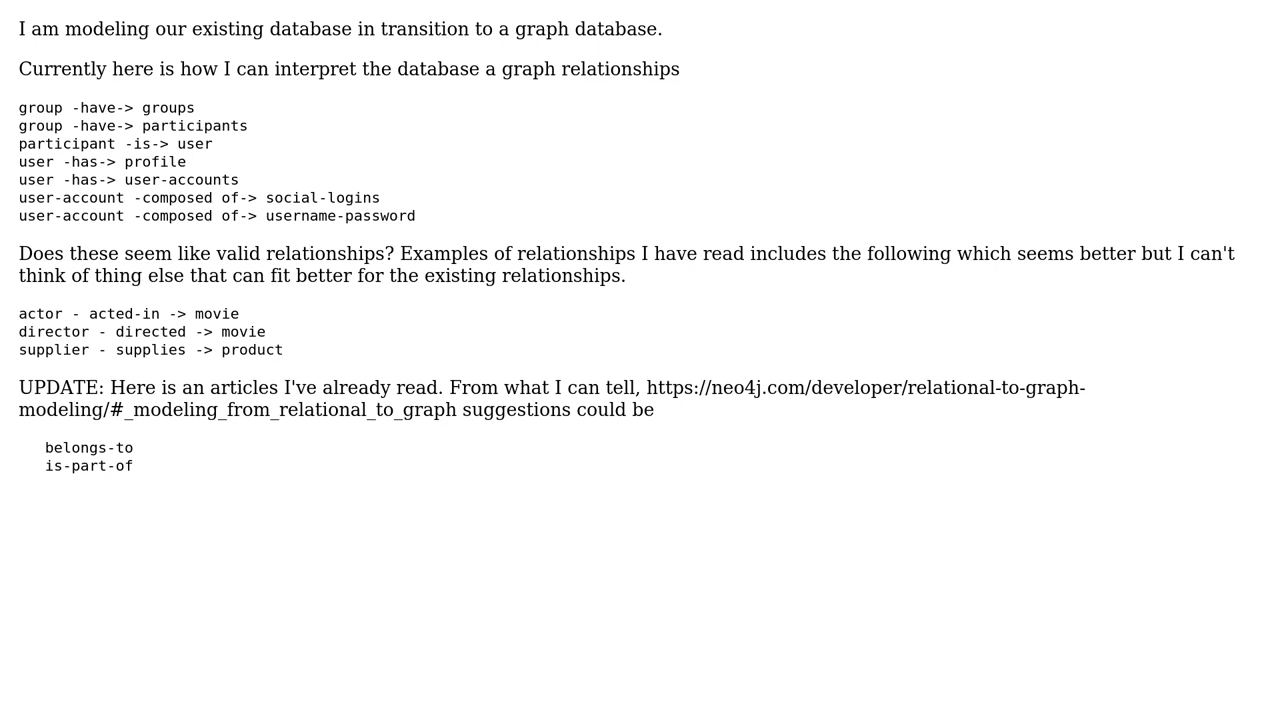 I am modeling our existing database in transition to a graph database.
Currently here is how I can interpret the database a graph relationships
group -have-> groups
group -have-> participants
participant -is-> user
user -has-> profile
user -has-> user-accounts
user-account -composed of-> social-logins
user-account -composed of-> username-password
Does these seem like valid relationships? Examples of relationships I have read includes the following which seems better but I can't
think of thing else that can fit better for the existing relationships.
actor - acted-in -> movie
director - directed -> movie
supplier - supplies -> product
UPDATE: Here is an articles I've already read. From what I can tell, https://neo4j.com/developer/relational-to-graph-
modeling/#_modeling_from_relational_to_graph suggestions could be
belongs-to
is-part-of